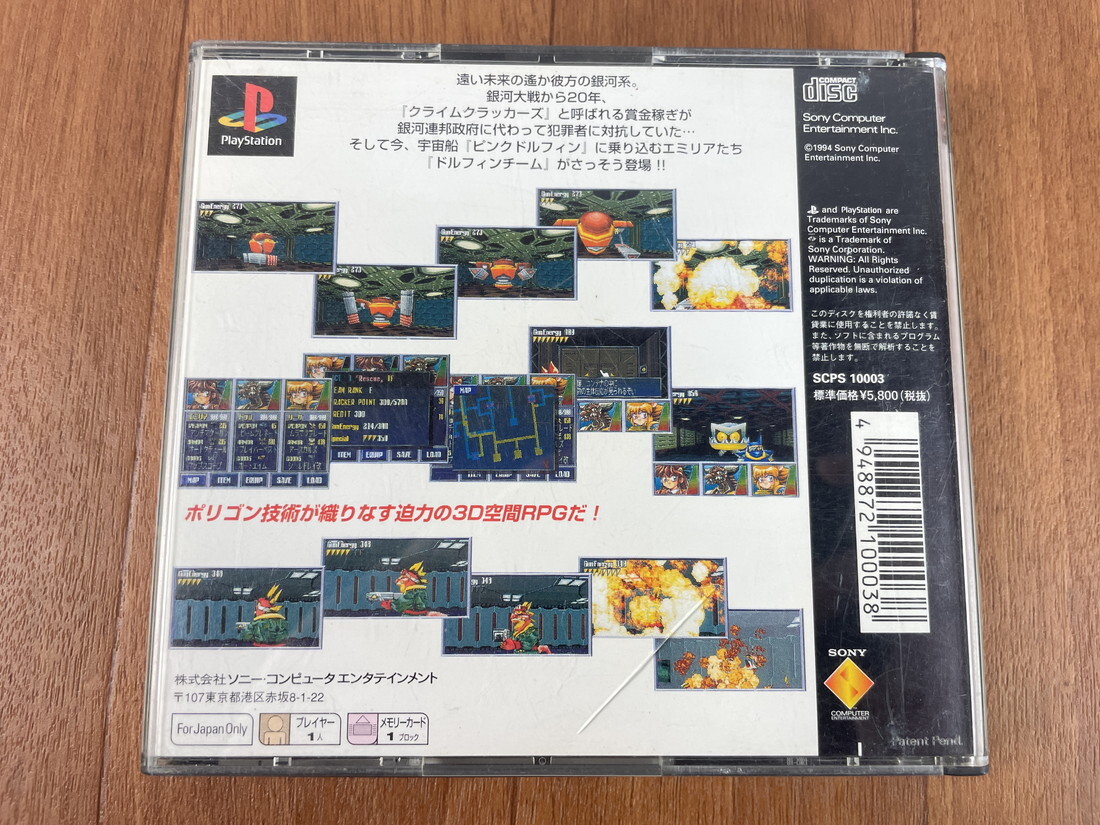 PlayStation
遠い未来の遙か彼方の銀河系。
銀河大戦から20年、
『クライムクラッカーズ』と呼ばれる賞金稼ぎが
銀河連邦政府に代わって犯罪者に対抗していた…
そして今、宇宙船『ピンクドルフィン』に乗り込むエミリアたち
『ドルフィンチーム』がさっそう登場!!
GunEnergy 273
GunEnergy 273
GunEnergy 273
GunEnergy 300
MAP
MAP ITEM EQUIP SAVE LOAD
ITEM EQUIP SAVE LOAD
ポリゴン技術が織りなす迫力の3D空間RPGだ!
株式会社ソニー・コンピュータエンタテインメント
〒107東京都港区赤坂8-1-22
For Japan Only
プレイヤー
1人
メモリーカード
1ブロック
COMPACT
disc
Sony Computer
Entertainment Inc.
©1994 Sony Computer
Entertainment Inc.
and PlayStation are
Trademarks of Sony
Computer Entertainment Inc.
is a Trademark of
Sony Corporation.
WARNING: All Rights
Reserved. Unauthorized
duplication is a violation of
applicable laws.
このディスクを権利者の許諾なく賃
貸業に使用することを禁止します。
また、ソフトに含まれるプログラム
等著作物を無断で解析することを
禁止します。
SCPS 10003
標準価格¥5,800(税抜)
4 948872 100038
SONY
COMPUTER
ENTERTAINMENT
Patent Pend.